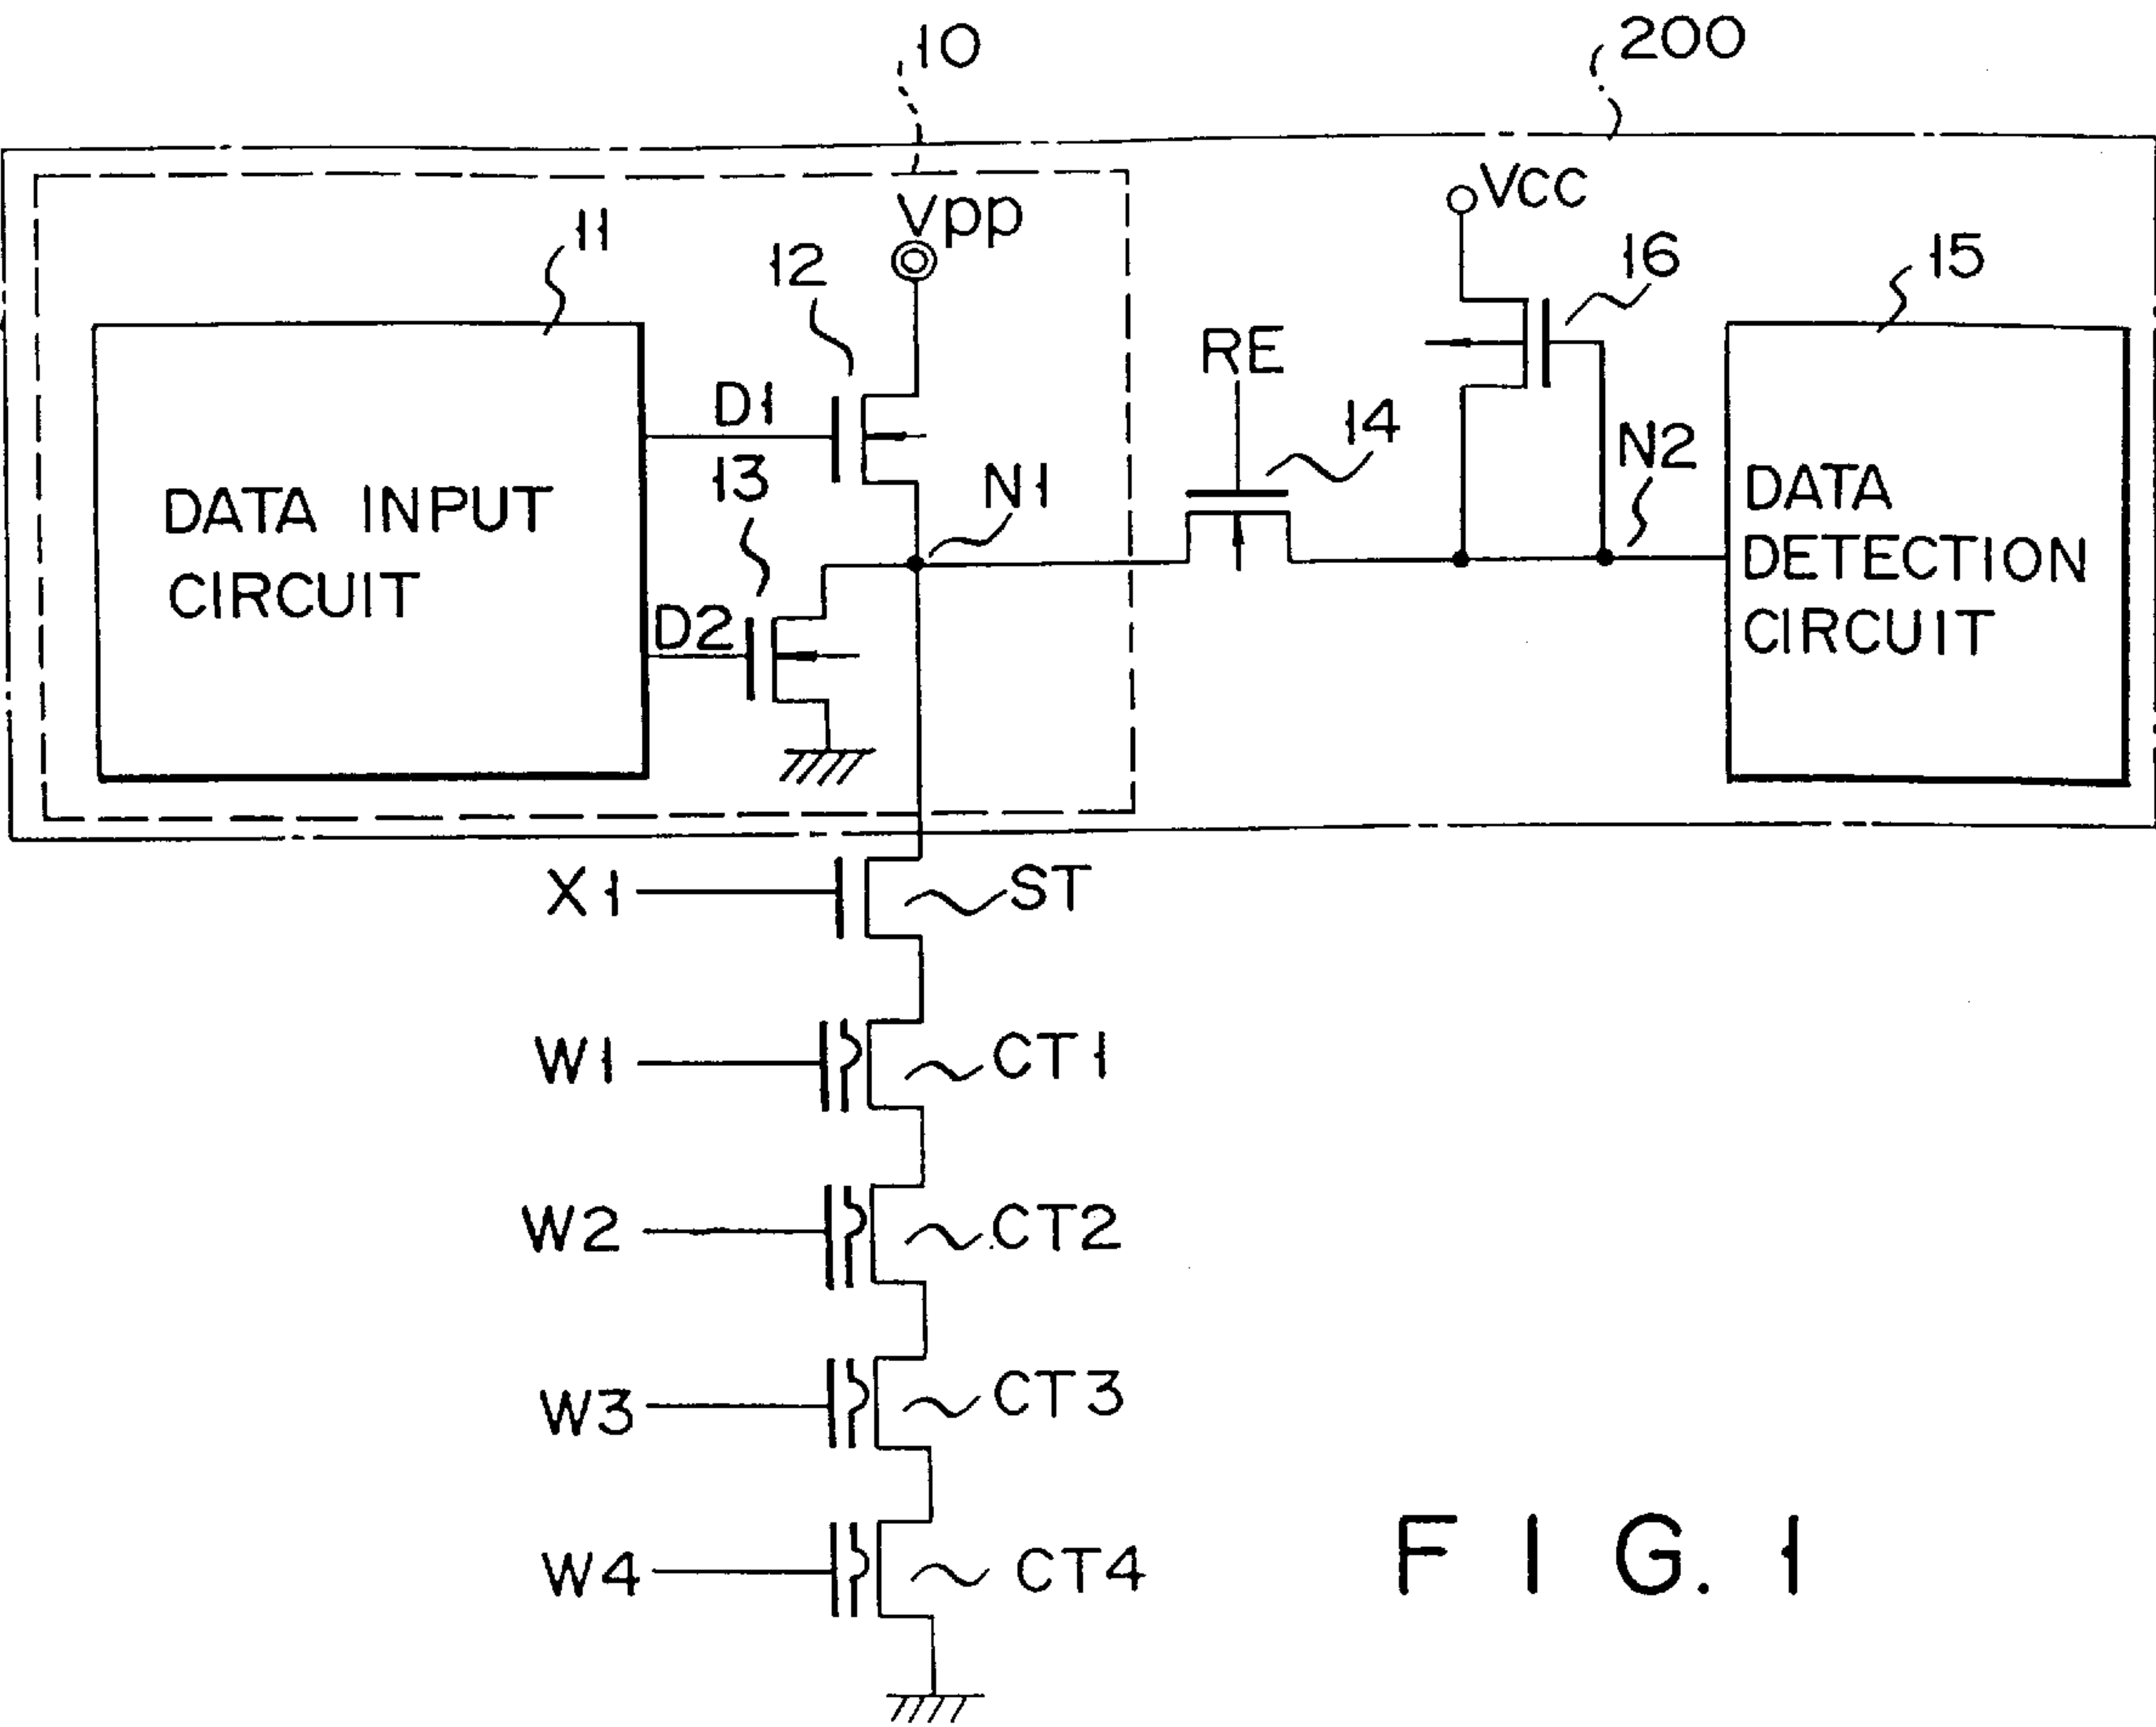 10
200
Vpp
VCC
11
12
16
15
RE
D1
14
N1
N2
13
DATA INPUT
CIRCUIT
DATA
DETECTION
CIRCUIT
D2
X1
ST
W1
CT1
W2
CT2
W3
CT3
W4
CT4
FIG. 1